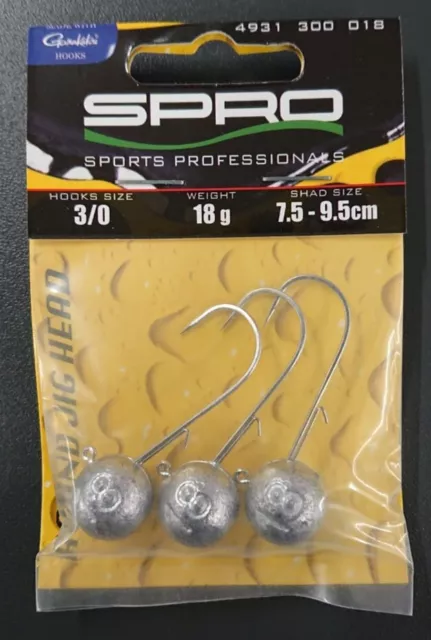 MADE WITH
Gamakatsu
HOOKS
4931 300 018
SPRO
SPORTS PROFESSIONALS
HOOKS SIZE WEIGHT SHAD SIZE
3/0 18 g 7.5 - 9.5cm
ROUND JIG HEAD